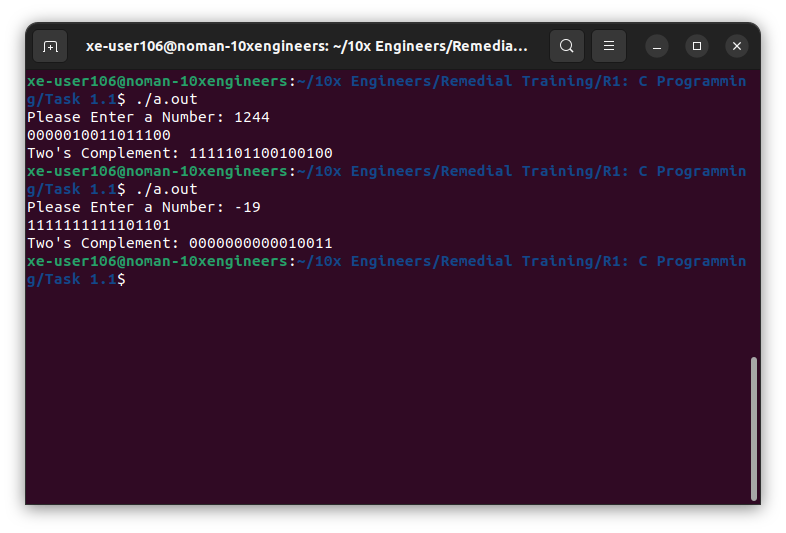 xe-user106@noman-10xengineers: ~/10x Engineers/Remedia...
xe-user106@noman-10xengineers:~/10x Engineers/Remedial Training/R1: C Programmin
g/Task 1.1$ ./a.out
Please Enter a Number: 1244
0000010011011100
Two's Complement: 1111101100100100
xe-user106@noman-10xengineers:~/10x Engineers/Remedial Training/R1: C Programmin
g/Task 1.1$ ./a.out
Please Enter a Number: -19
1111111111101101
Two's Complement: 0000000000010011
xe-user106@noman-10xengineers:~/10x Engineers/Remedial Training/R1: C Programmin
g/Task 1.1$